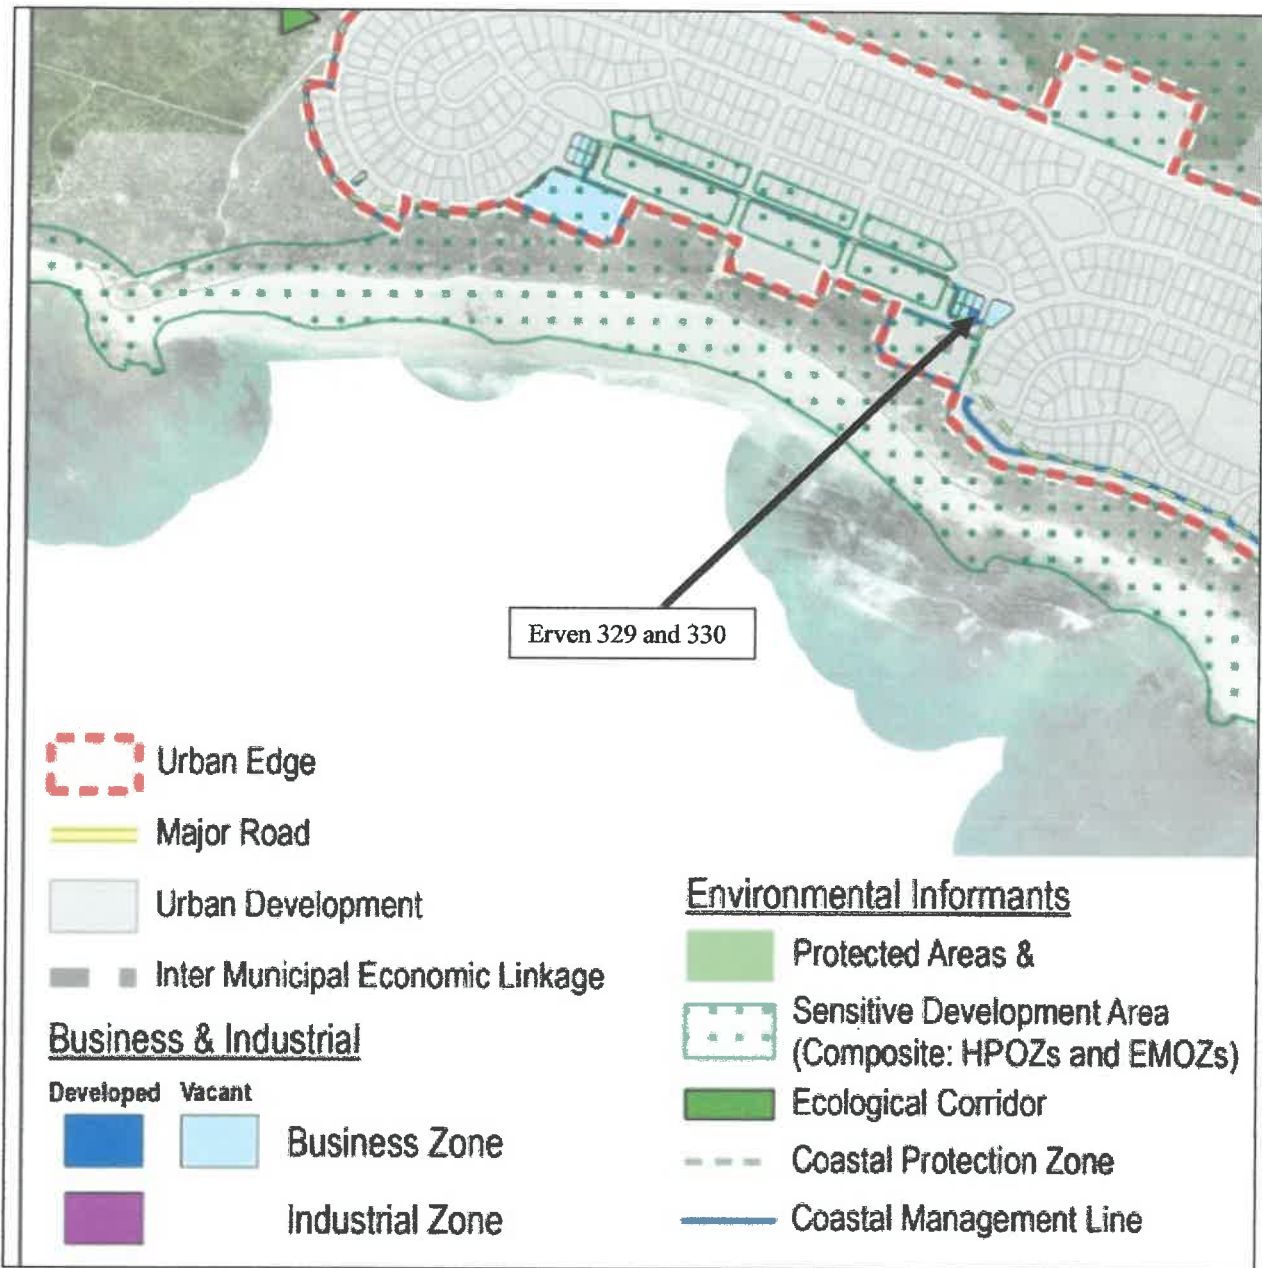 Erven 329 and 330
Urban Edge
Major Road
Urban Development
Inter Municipal Economic Linkage
Business & Industrial
Developed Vacant
Business Zone
Industrial Zone
Environmental Informants
Protected Areas &
Sensitive Development Area
(Composite: HPOZs and EMOZs)
Ecological Corridor
Coastal Protection Zone
Coastal Management Line